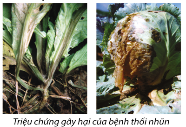 Triệu chứng gây hại của bệnh thối nhũn